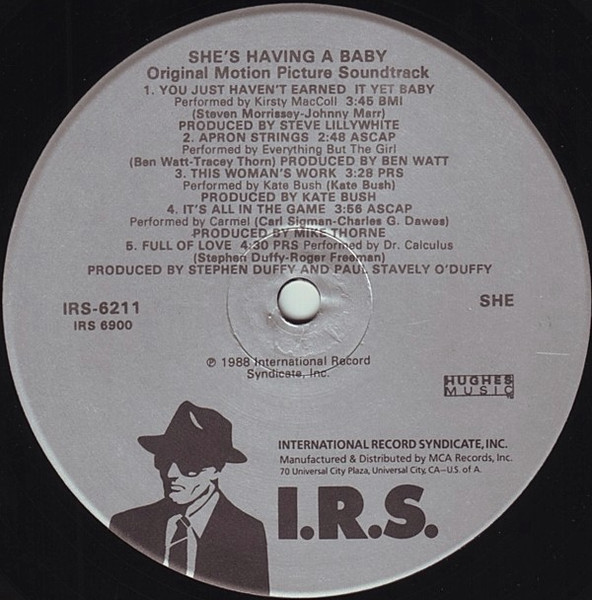 SHE'S HAVING A BABY
Original Motion Picture Soundtrack
1. YOU JUST HAVEN'T EARNED IT YET BABY
Performed by Kirsty MacColl 3:45 BMI
(Steven Morrissey-Johnny Marr)
PRODUCED BY STEVE LILLYWHITE
2. APRON STRINGS 2:48 ASCAP
Performed by Everything But The Girl
(Ben Watt-Tracey Thorn) PRODUCED BY BEN WATT
3. THIS WOMAN'S WORK 3:28 PRS
Performed by Kate Bush (Kate Bush)
PRODUCED BY KATE BUSH
4. IT'S ALL IN THE GAME 3:56 ASCAP
Performed by Carmel (Carl Sigman-Charles G. Dawes)
PRODUCED BY MIKE THORNE
5. FULL OF LOVE 4:30 PRS Performed by Dr. Calculus
(Stephen Duffy-Roger Freeman)
PRODUCED BY STEPHEN DUFFY AND PAUL STAVELY O'DUFFY
IRS-6211
IRS 6900
SHE
℗ 1988 International Record
Syndicate, Inc.
HUGHES
MUSIC
INTERNATIONAL RECORD SYNDICATE, INC.
Manufactured & Distributed by MCA Records, Inc.
70 Universal City Plaza, Universal City, CA—U.S. of A.
I.R.S.